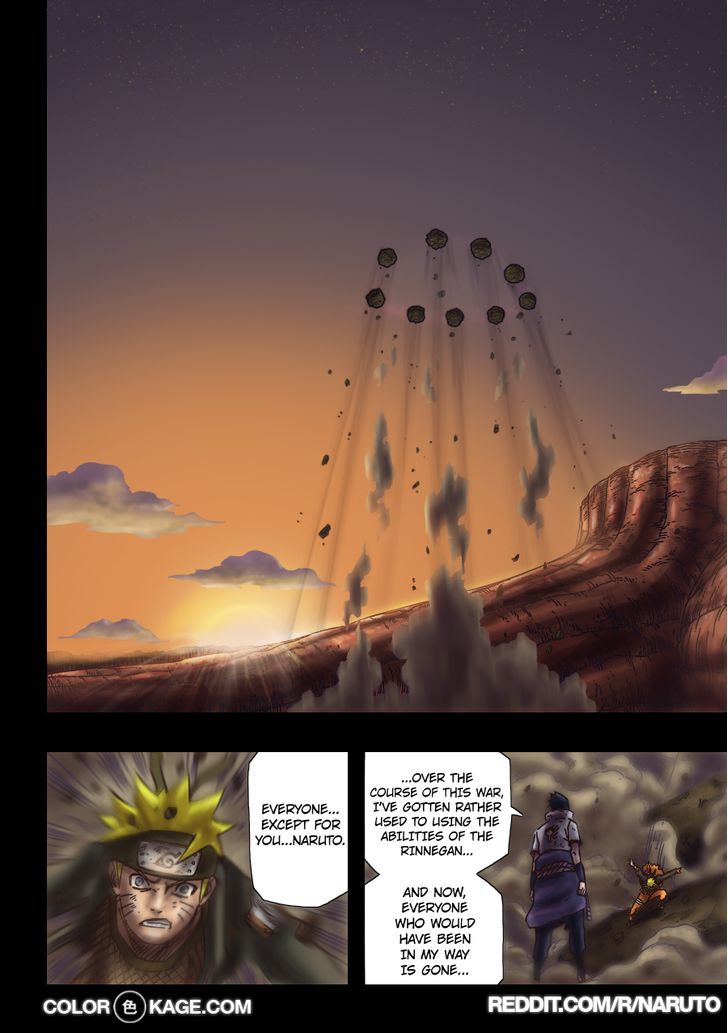 ...OVER THE
COURSE OF THIS WAR,
I'VE GOTTEN RATHER
USED TO USING THE
ABILITIES OF THE
RINNEGAN...
AND NOW,
EVERYONE
WHO WOULD
HAVE BEEN
IN MY WAY
IS GONE...
EVERYONE...
EXCEPT FOR
YOU...NARUTO.
COLOR 色 KAGE.COM
REDDIT.COM/R/NARUTO